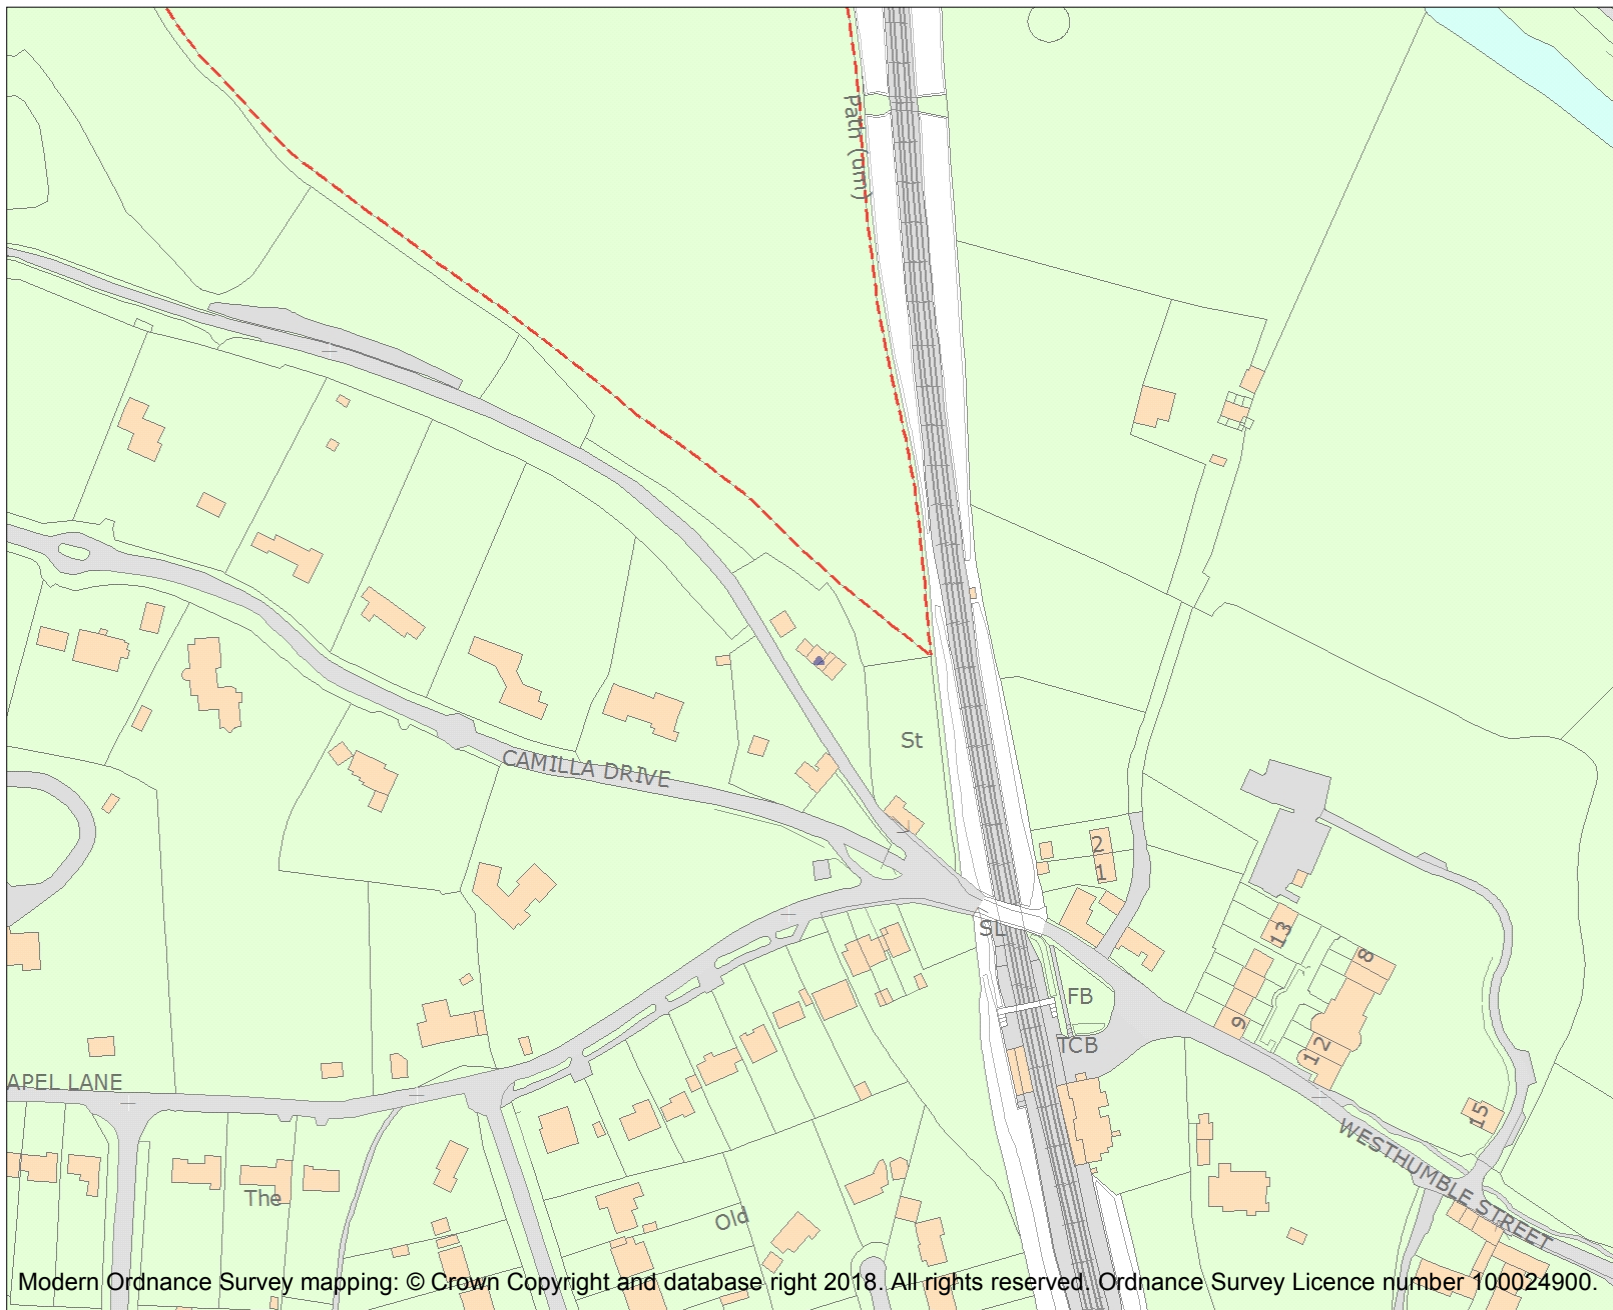 Path (um)
St
CAMILLA DRIVE
2
1
SL
13
8
FB
9
TCB
12
APEL LANE
15
WESTHUMBLE STREET
The
Old
Modern Ordnance Survey mapping: © Crown Copyright and database right 2018. All rights reserved. Ordnance Survey Licence number 100024900.